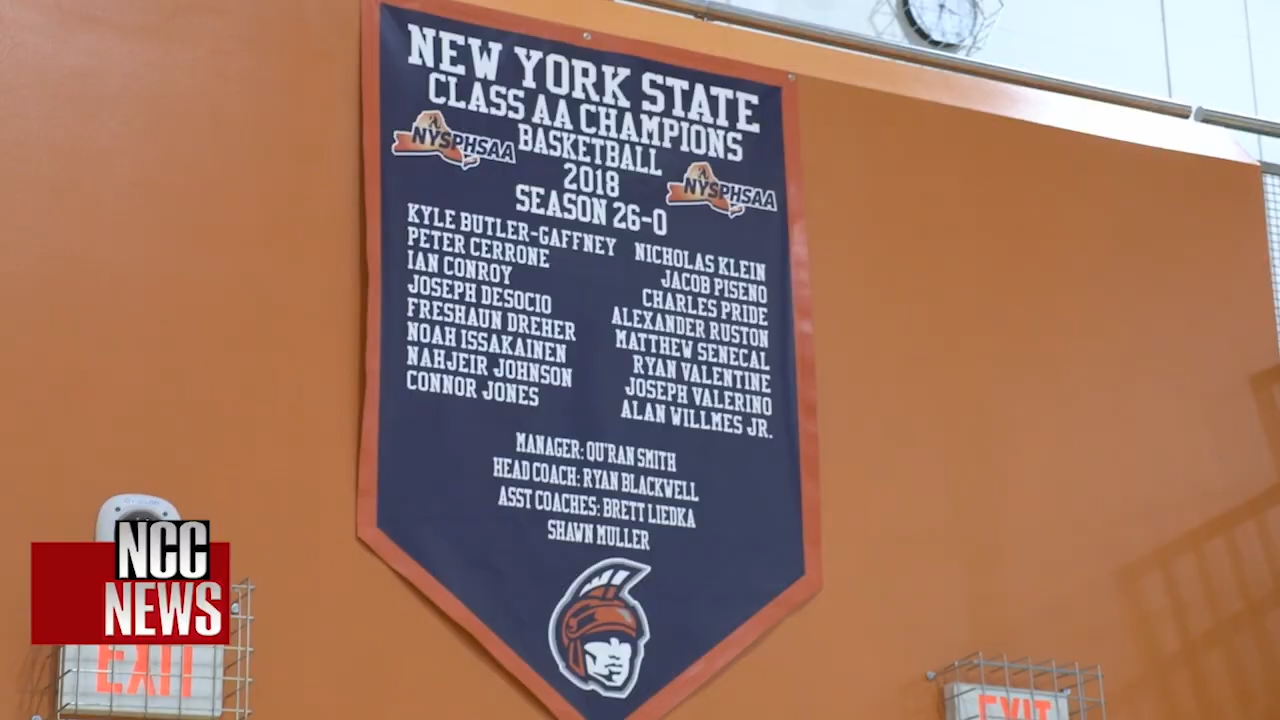 NEW YORK STATE
CLASS AA CHAMPIONS
BASKETBALL
2018
SEASON 26-0
NYSPHSAA
NYSPHSAA
KYLE BUTLER-GAFFNEY
PETER CERRONE
IAN CONROY
JOSEPH DESOCIO
FRESHAUN DREHER
NOAH ISSAKAINEN
NAHJEIR JOHNSON
CONNOR JONES
NICHOLAS KLEIN
JACOB PISENO
CHARLES PRIDE
ALEXANDER RUSTON
MATTHEW SENECAL
RYAN VALENTINE
JOSEPH VALERINO
ALAN WILLMES JR.
MANAGER: QU'RAN SMITH
HEAD COACH: RYAN BLACKWELL
ASST COACHES: BRETT LIEDKA
SHAWN MULLER
NCC
NEWS
EXIT
EXIT